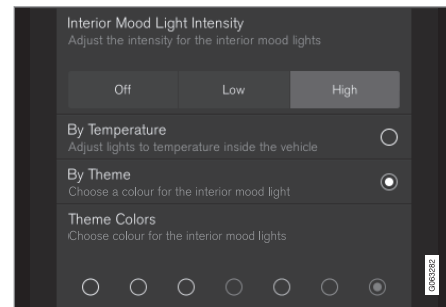 Interior Mood Light Intensity
Adjust the intensity for the interior mood lights
Off Low High
By Temperature
Adjust lights to temperature inside the vehicle
By Theme
Choose a colour for the interior mood light
Theme Colors
Choose colour for the interior mood lights
G063282